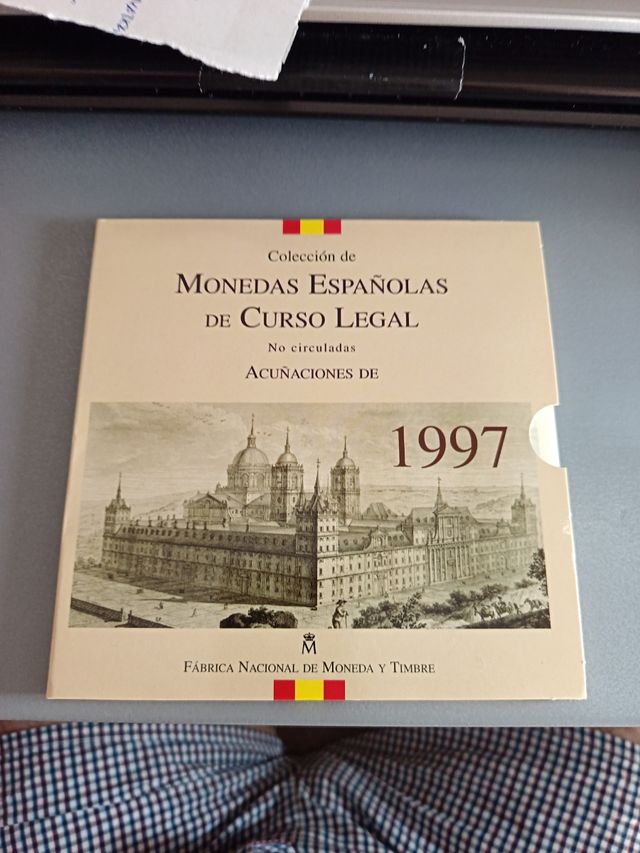 Colección de
MONEDAS ESPAÑOLAS
DE CURSO LEGAL
No circuladas
ACUÑACIONES DE
1997
M
FÁBRICA NACIONAL DE MONEDA Y TIMBRE